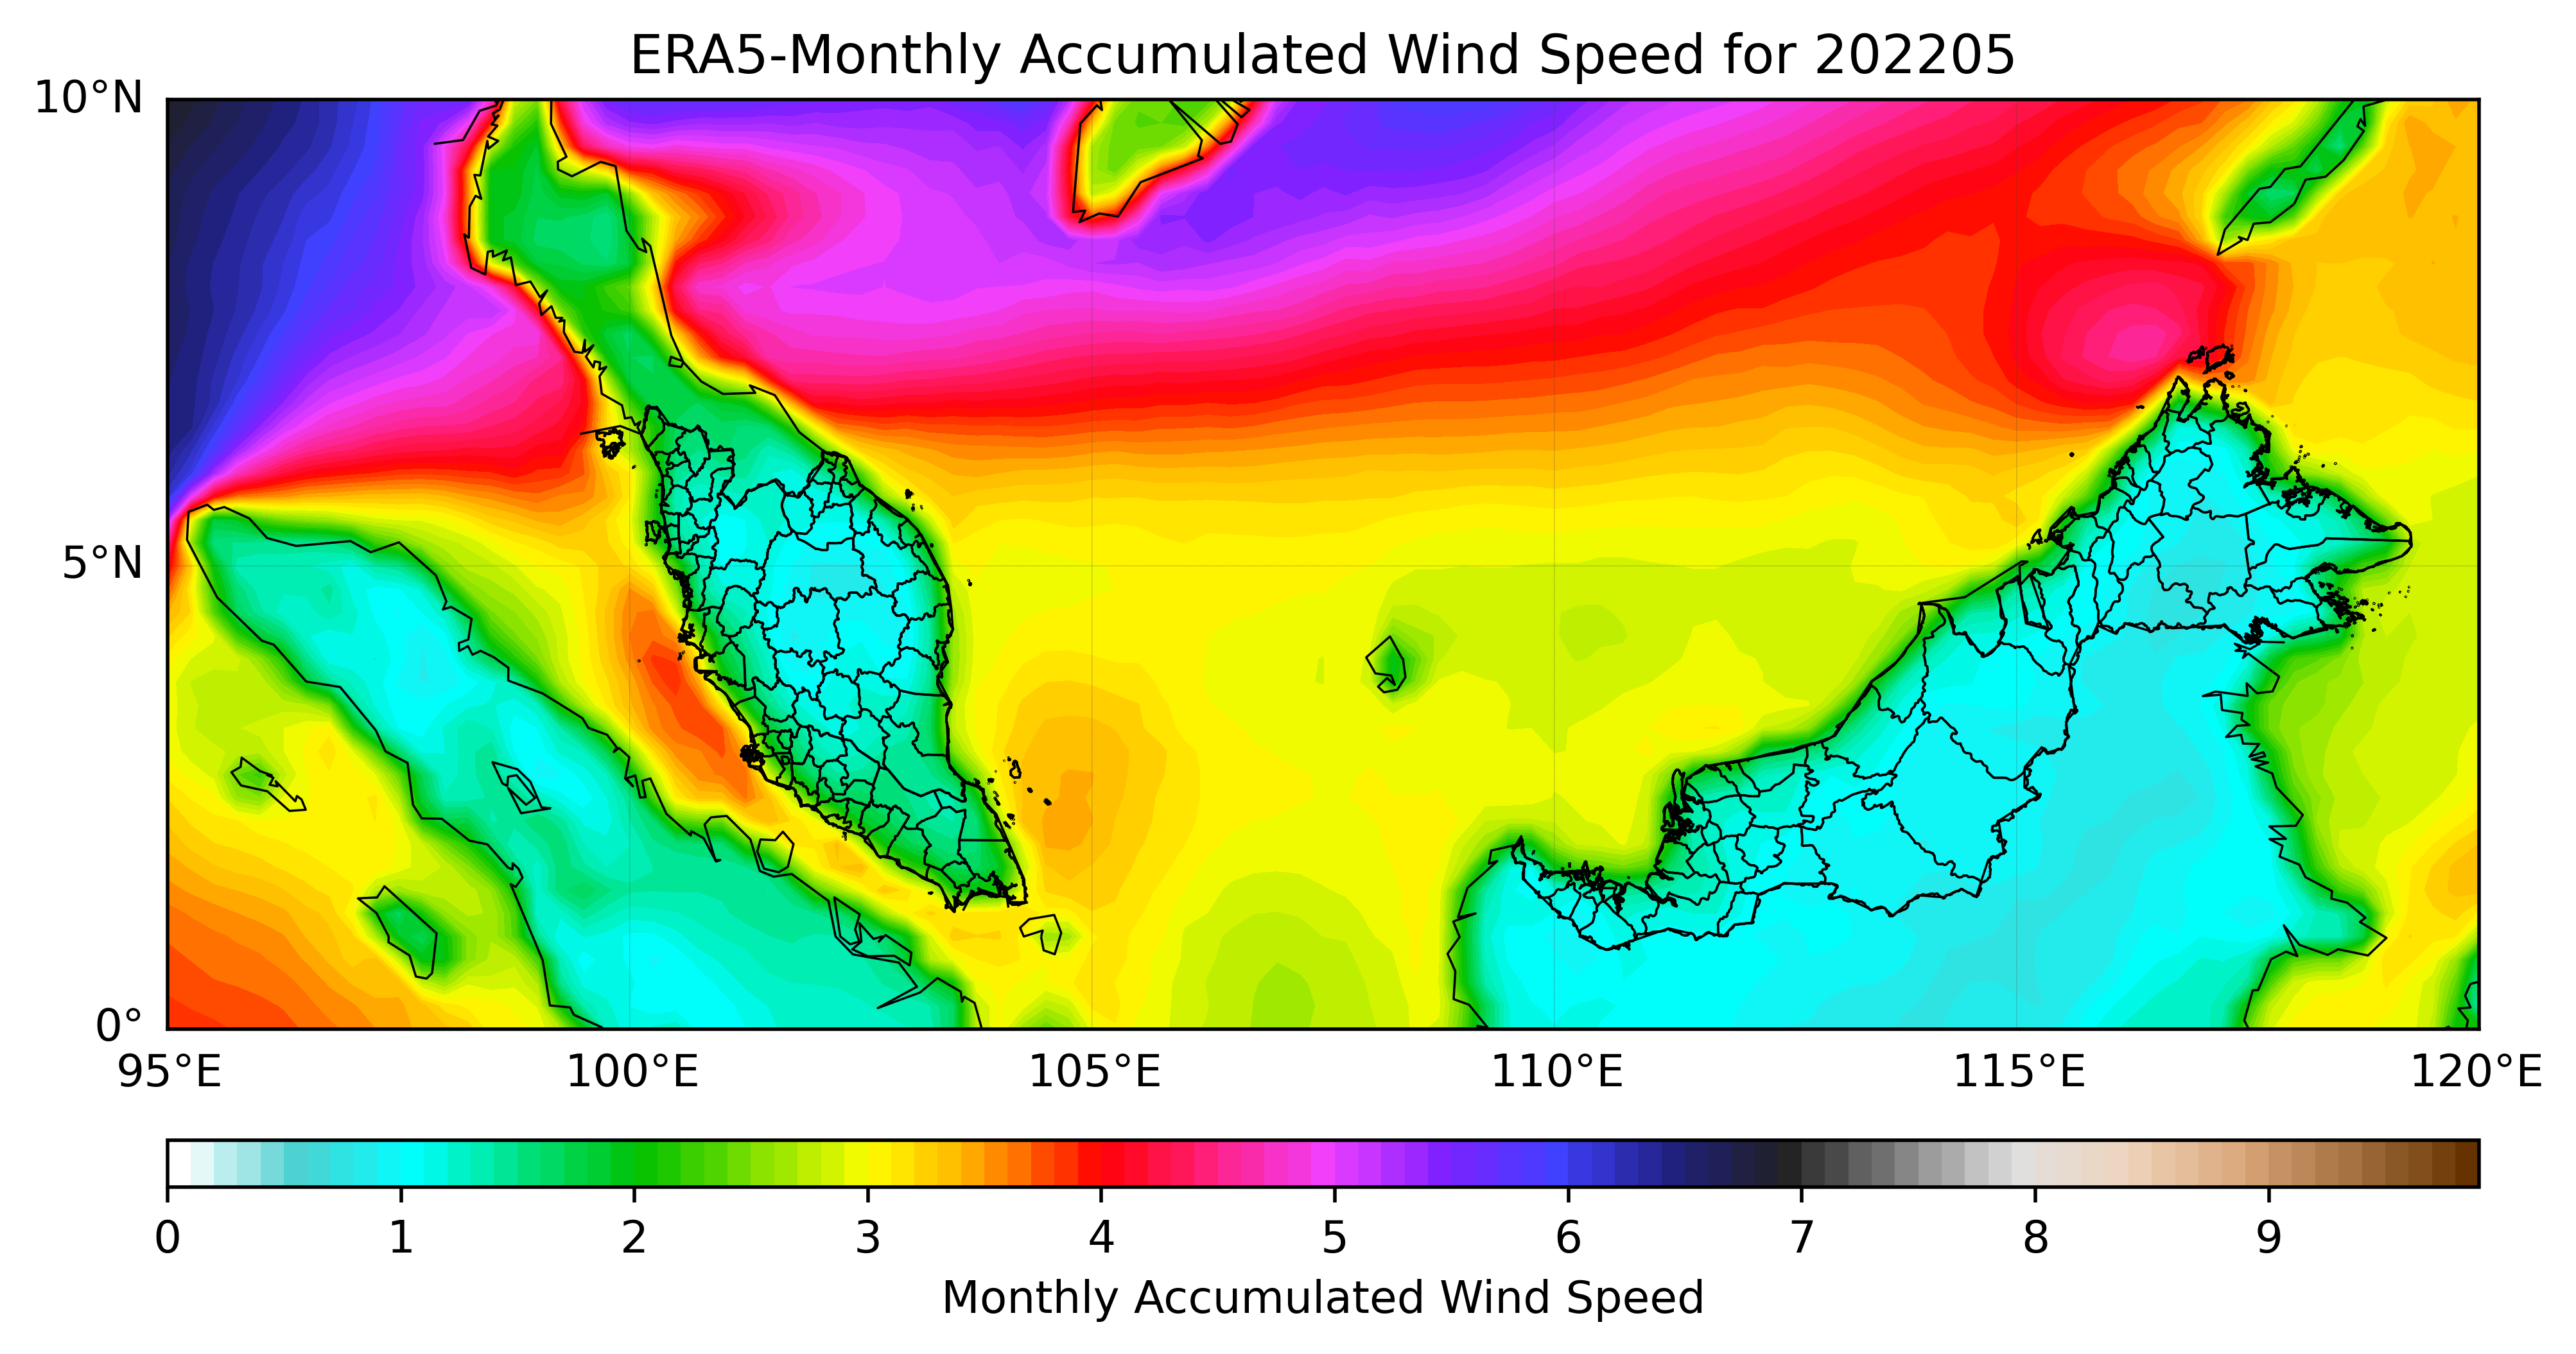 ERA5-Monthly Accumulated Wind Speed for 202205
10°N
5°N
0°
95°E 100°E 105°E 110°E 115°E 120°E
0 1 2 3 4 5 6 7 8 9
Monthly Accumulated Wind Speed